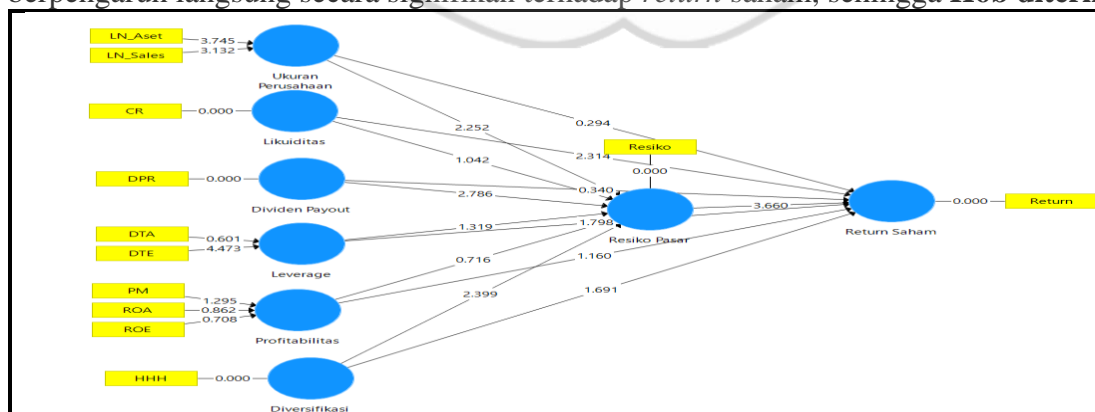 berpengaruh langsung secara signifikan terhadap return saham, sehingga
LN_Aset
3.745
LN_Sales
3.132
Ukuran
Perusahaan
CR
0.000
Likuiditas
DPR
0.000
Dividen Payout
DTA
0.601
DTE
4.473
Leverage
PM
1.295
ROA
0.862
ROE
0.708
Profitabilitas
HHH
0.000
Diversifikasi
2.252
1.042
2.786
1.319
0.716
2.399
Resiko
0.000
Resiko Pasar
0.294
2.314
0.340
3.660
1.798
1.160
1.691
Return Saham
0.000
Return